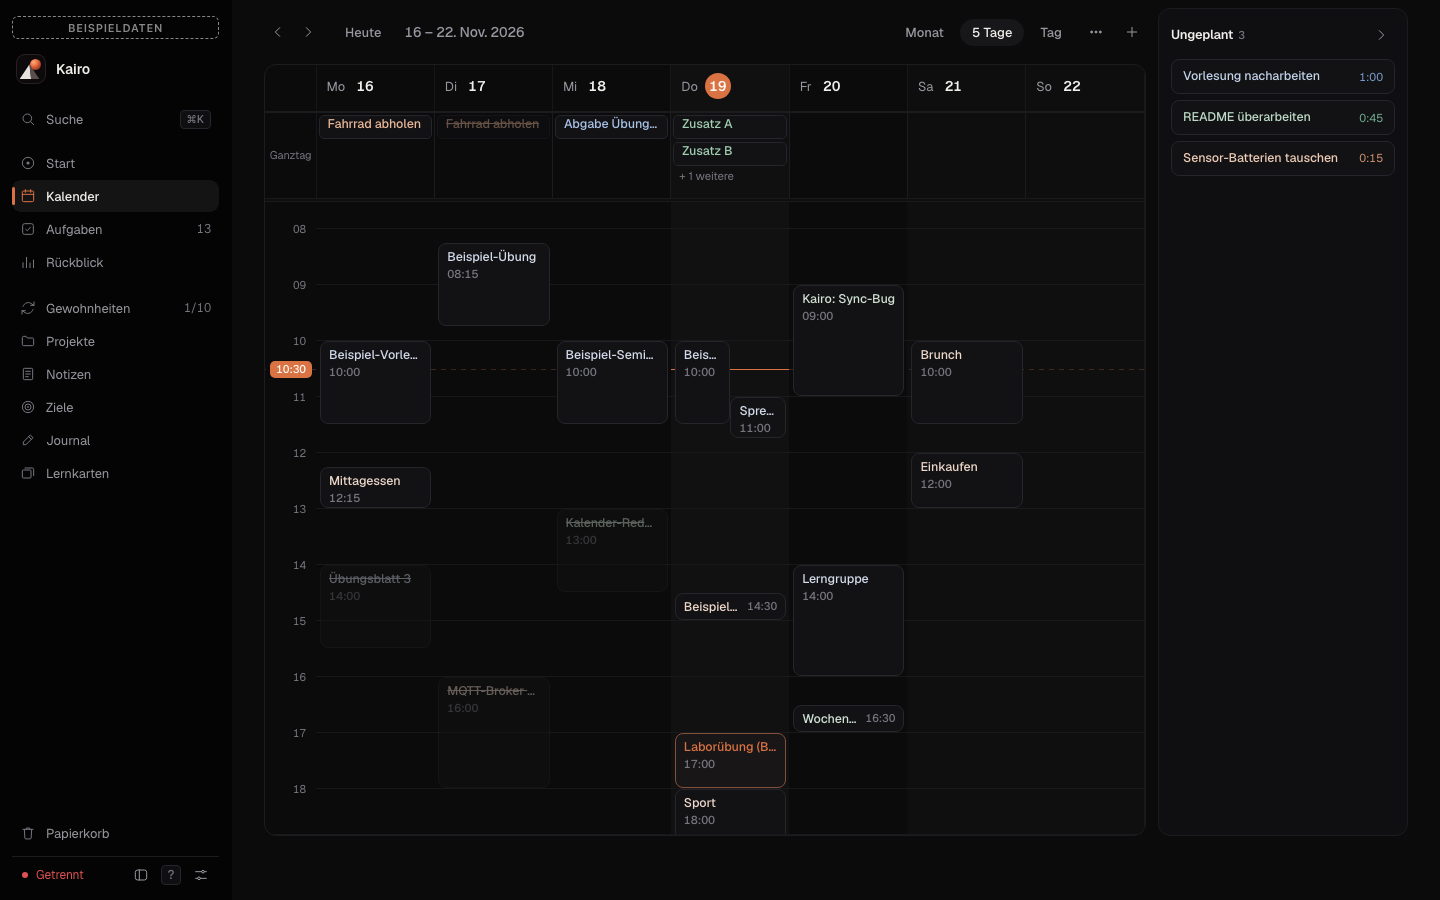 BEISPIELDATEN
Kairo
Suche ⌘K
Start
Kalender
Aufgaben 13
Rückblick
Gewohnheiten 1/10
Projekte
Notizen
Ziele
Journal
Lernkarten
Papierkorb
Getrennt ?
Heute 16 – 22. Nov. 2026
Monat 5 Tage Tag ••• +
Mo 16 Di 17 Mi 18 Do 19 Fr 20 Sa 21 So 22
Ganztag
Fahrrad abholen
Fahrrad abholen
Abgabe Übung...
Zusatz A
Zusatz B
+ 1 weitere
08
09
10
10:30
11
12
13
14
15
16
17
18
Beispiel-Vorle...
10:00
Mittagessen
12:15
Übungsblatt 3
14:00
Beispiel-Übung
08:15
MQTT-Broker ...
16:00
Beispiel-Semi...
10:00
Kalender-Red...
13:00
Beis...
10:00
Spre...
11:00
Beispiel... 14:30
Laborübung (B...
17:00
Sport
18:00
Kairo: Sync-Bug
09:00
Lerngruppe
14:00
Wochen... 16:30
Brunch
10:00
Einkaufen
12:00
Ungeplant 3
Vorlesung nacharbeiten 1:00
README überarbeiten 0:45
Sensor-Batterien tauschen 0:15